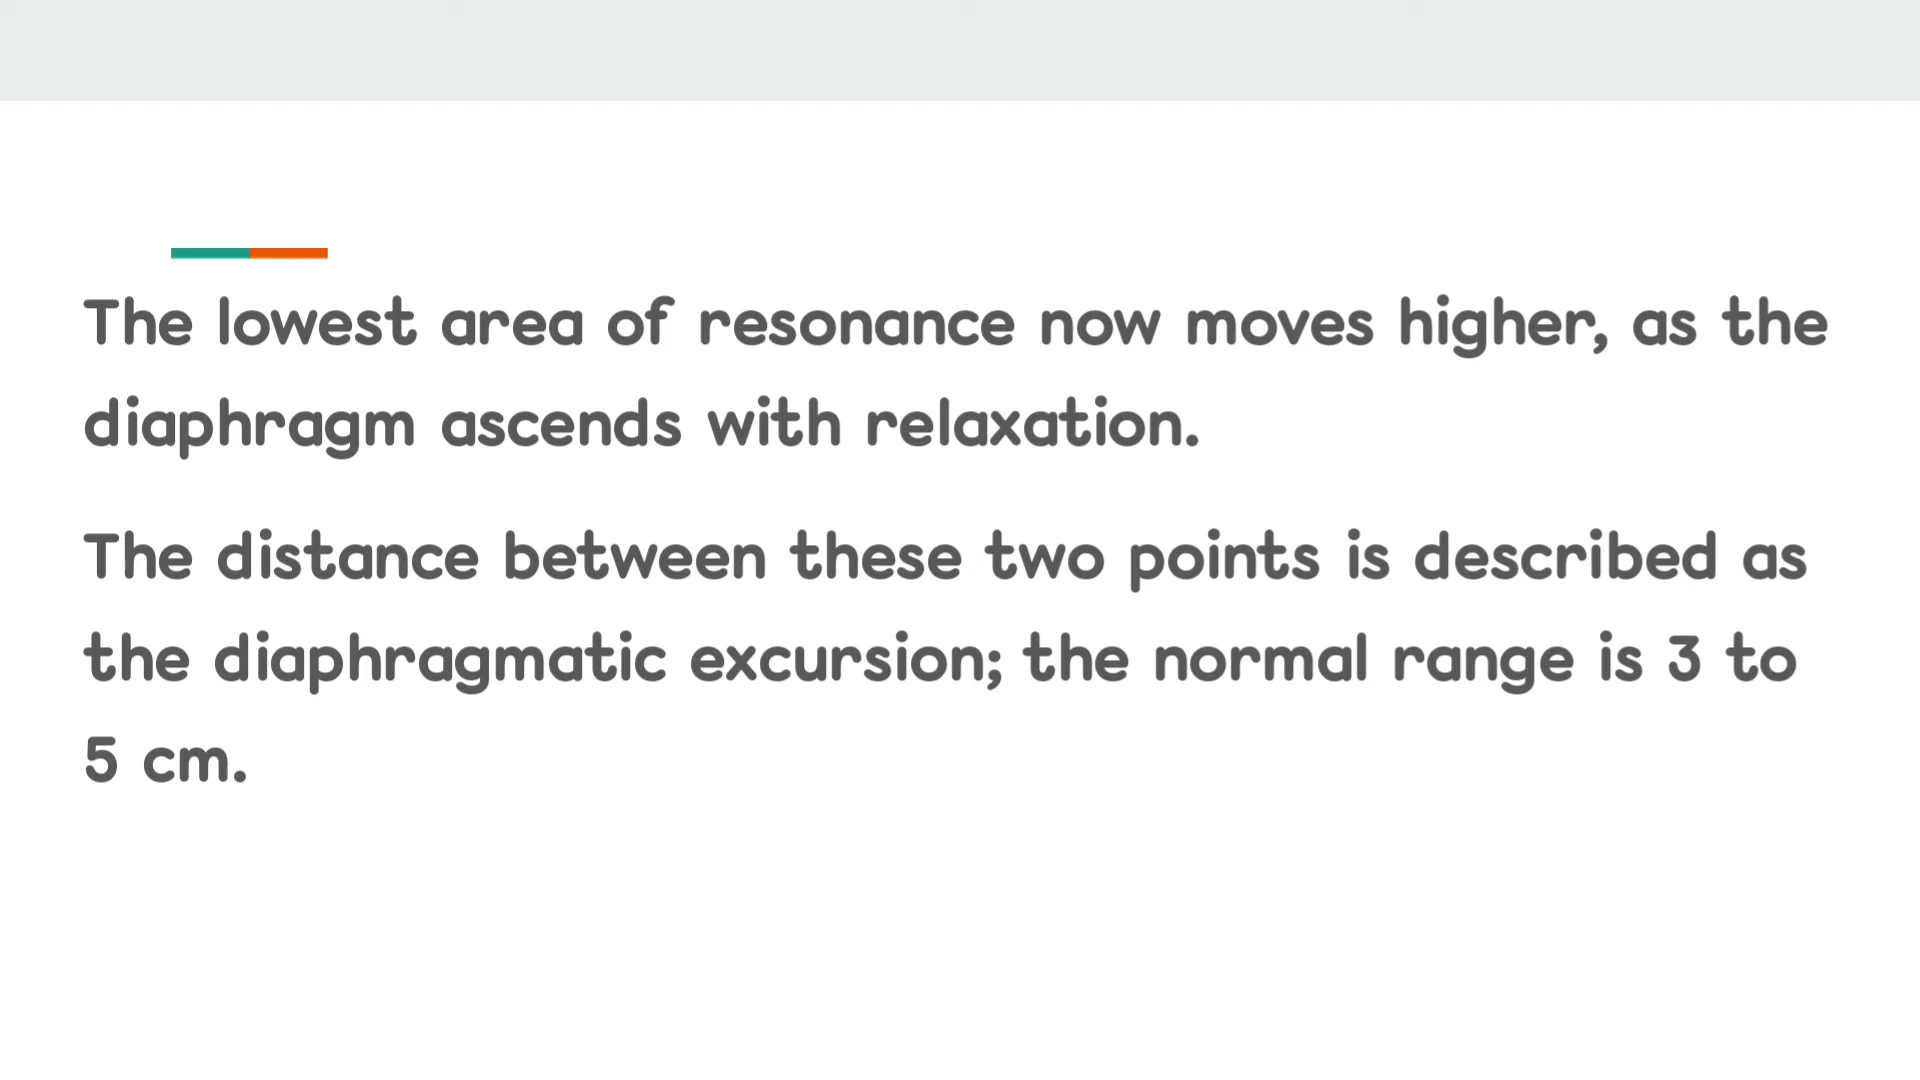 The lowest area of resonance now moves higher, as the
diaphragm ascends with relaxation.
The distance between these two points is described as
the diaphragmatic excursion; the normal range is 3 to
5 cm.